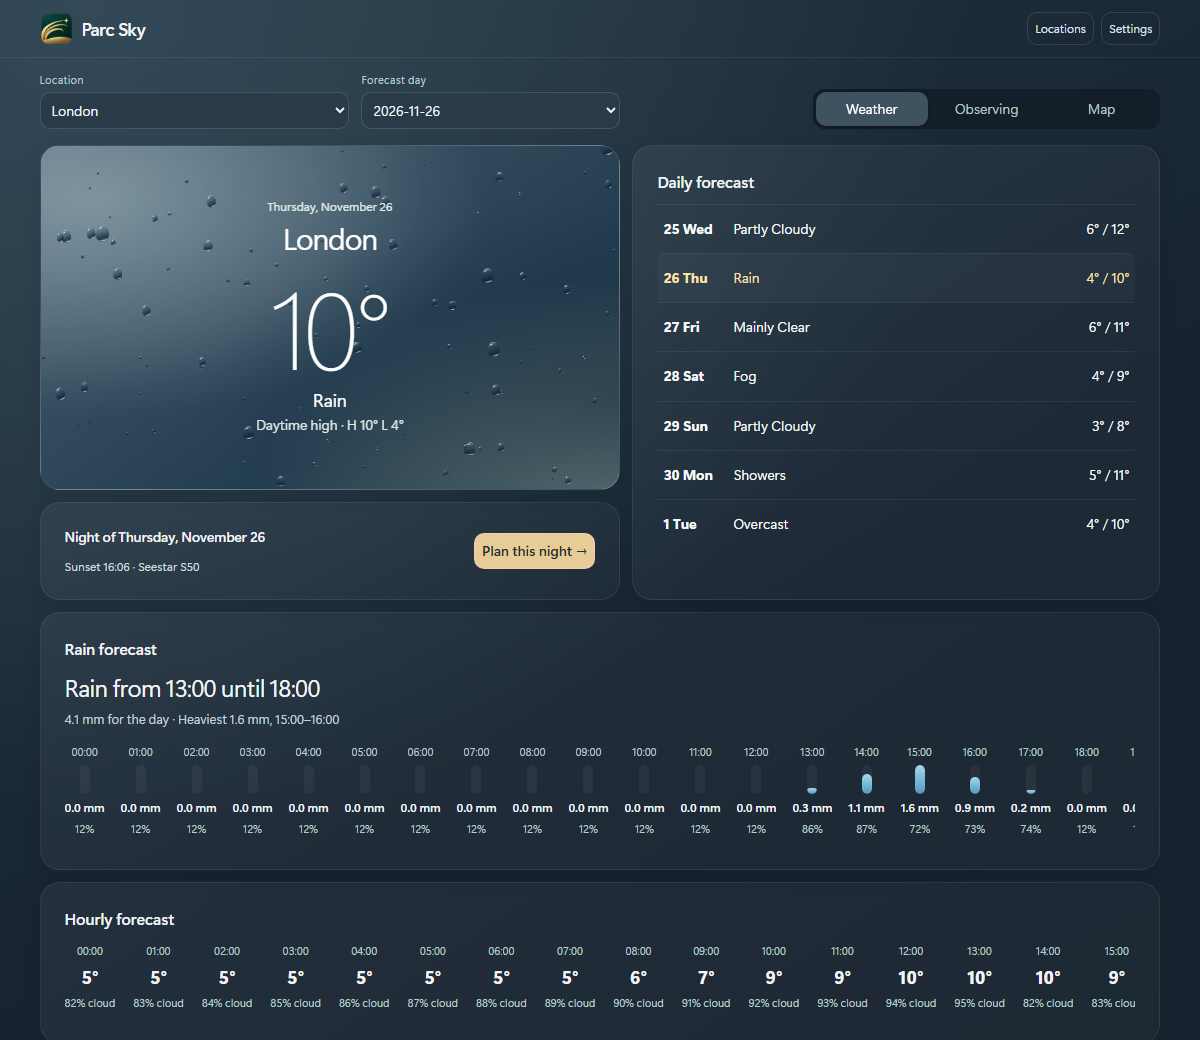 Parc Sky
Locations
Settings
Location
Forecast day
London
2026-11-26
Weather
Observing
Map
Thursday, November 26
London
10°
Rain
Daytime high · H 10° L 4°
Night of Thursday, November 26
Sunset 16:06 · Seestar S50
Plan this night →
Daily forecast
25 Wed Partly Cloudy 6° / 12°
26 Thu Rain 4° / 10°
27 Fri Mainly Clear 6° / 11°
28 Sat Fog 4° / 9°
29 Sun Partly Cloudy 3° / 8°
30 Mon Showers 5° / 11°
1 Tue Overcast 4° / 10°
Rain forecast
Rain from 13:00 until 18:00
4.1 mm for the day · Heaviest 1.6 mm, 15:00–16:00
00:00 01:00 02:00 03:00 04:00 05:00 06:00 07:00 08:00 09:00 10:00 11:00 12:00 13:00 14:00 15:00 16:00 17:00 18:00 1
0.0 mm 0.0 mm 0.0 mm 0.0 mm 0.0 mm 0.0 mm 0.0 mm 0.0 mm 0.0 mm 0.0 mm 0.0 mm 0.0 mm 0.0 mm 0.3 mm 1.1 mm 1.6 mm 0.9 mm 0.2 mm 0.0 mm
12% 12% 12% 12% 12% 12% 12% 12% 12% 12% 12% 12% 12% 86% 87% 72% 73% 74% 12%
Hourly forecast
00:00 01:00 02:00 03:00 04:00 05:00 06:00 07:00 08:00 09:00 10:00 11:00 12:00 13:00 14:00 15:00
5° 5° 5° 5° 5° 5° 5° 5° 6° 7° 9° 9° 10° 10° 10° 9°
82% cloud 83% cloud 84% cloud 85% cloud 86% cloud 87% cloud 88% cloud 89% cloud 90% cloud 91% cloud 92% cloud 93% cloud 94% cloud 95% cloud 82% cloud 83% clou